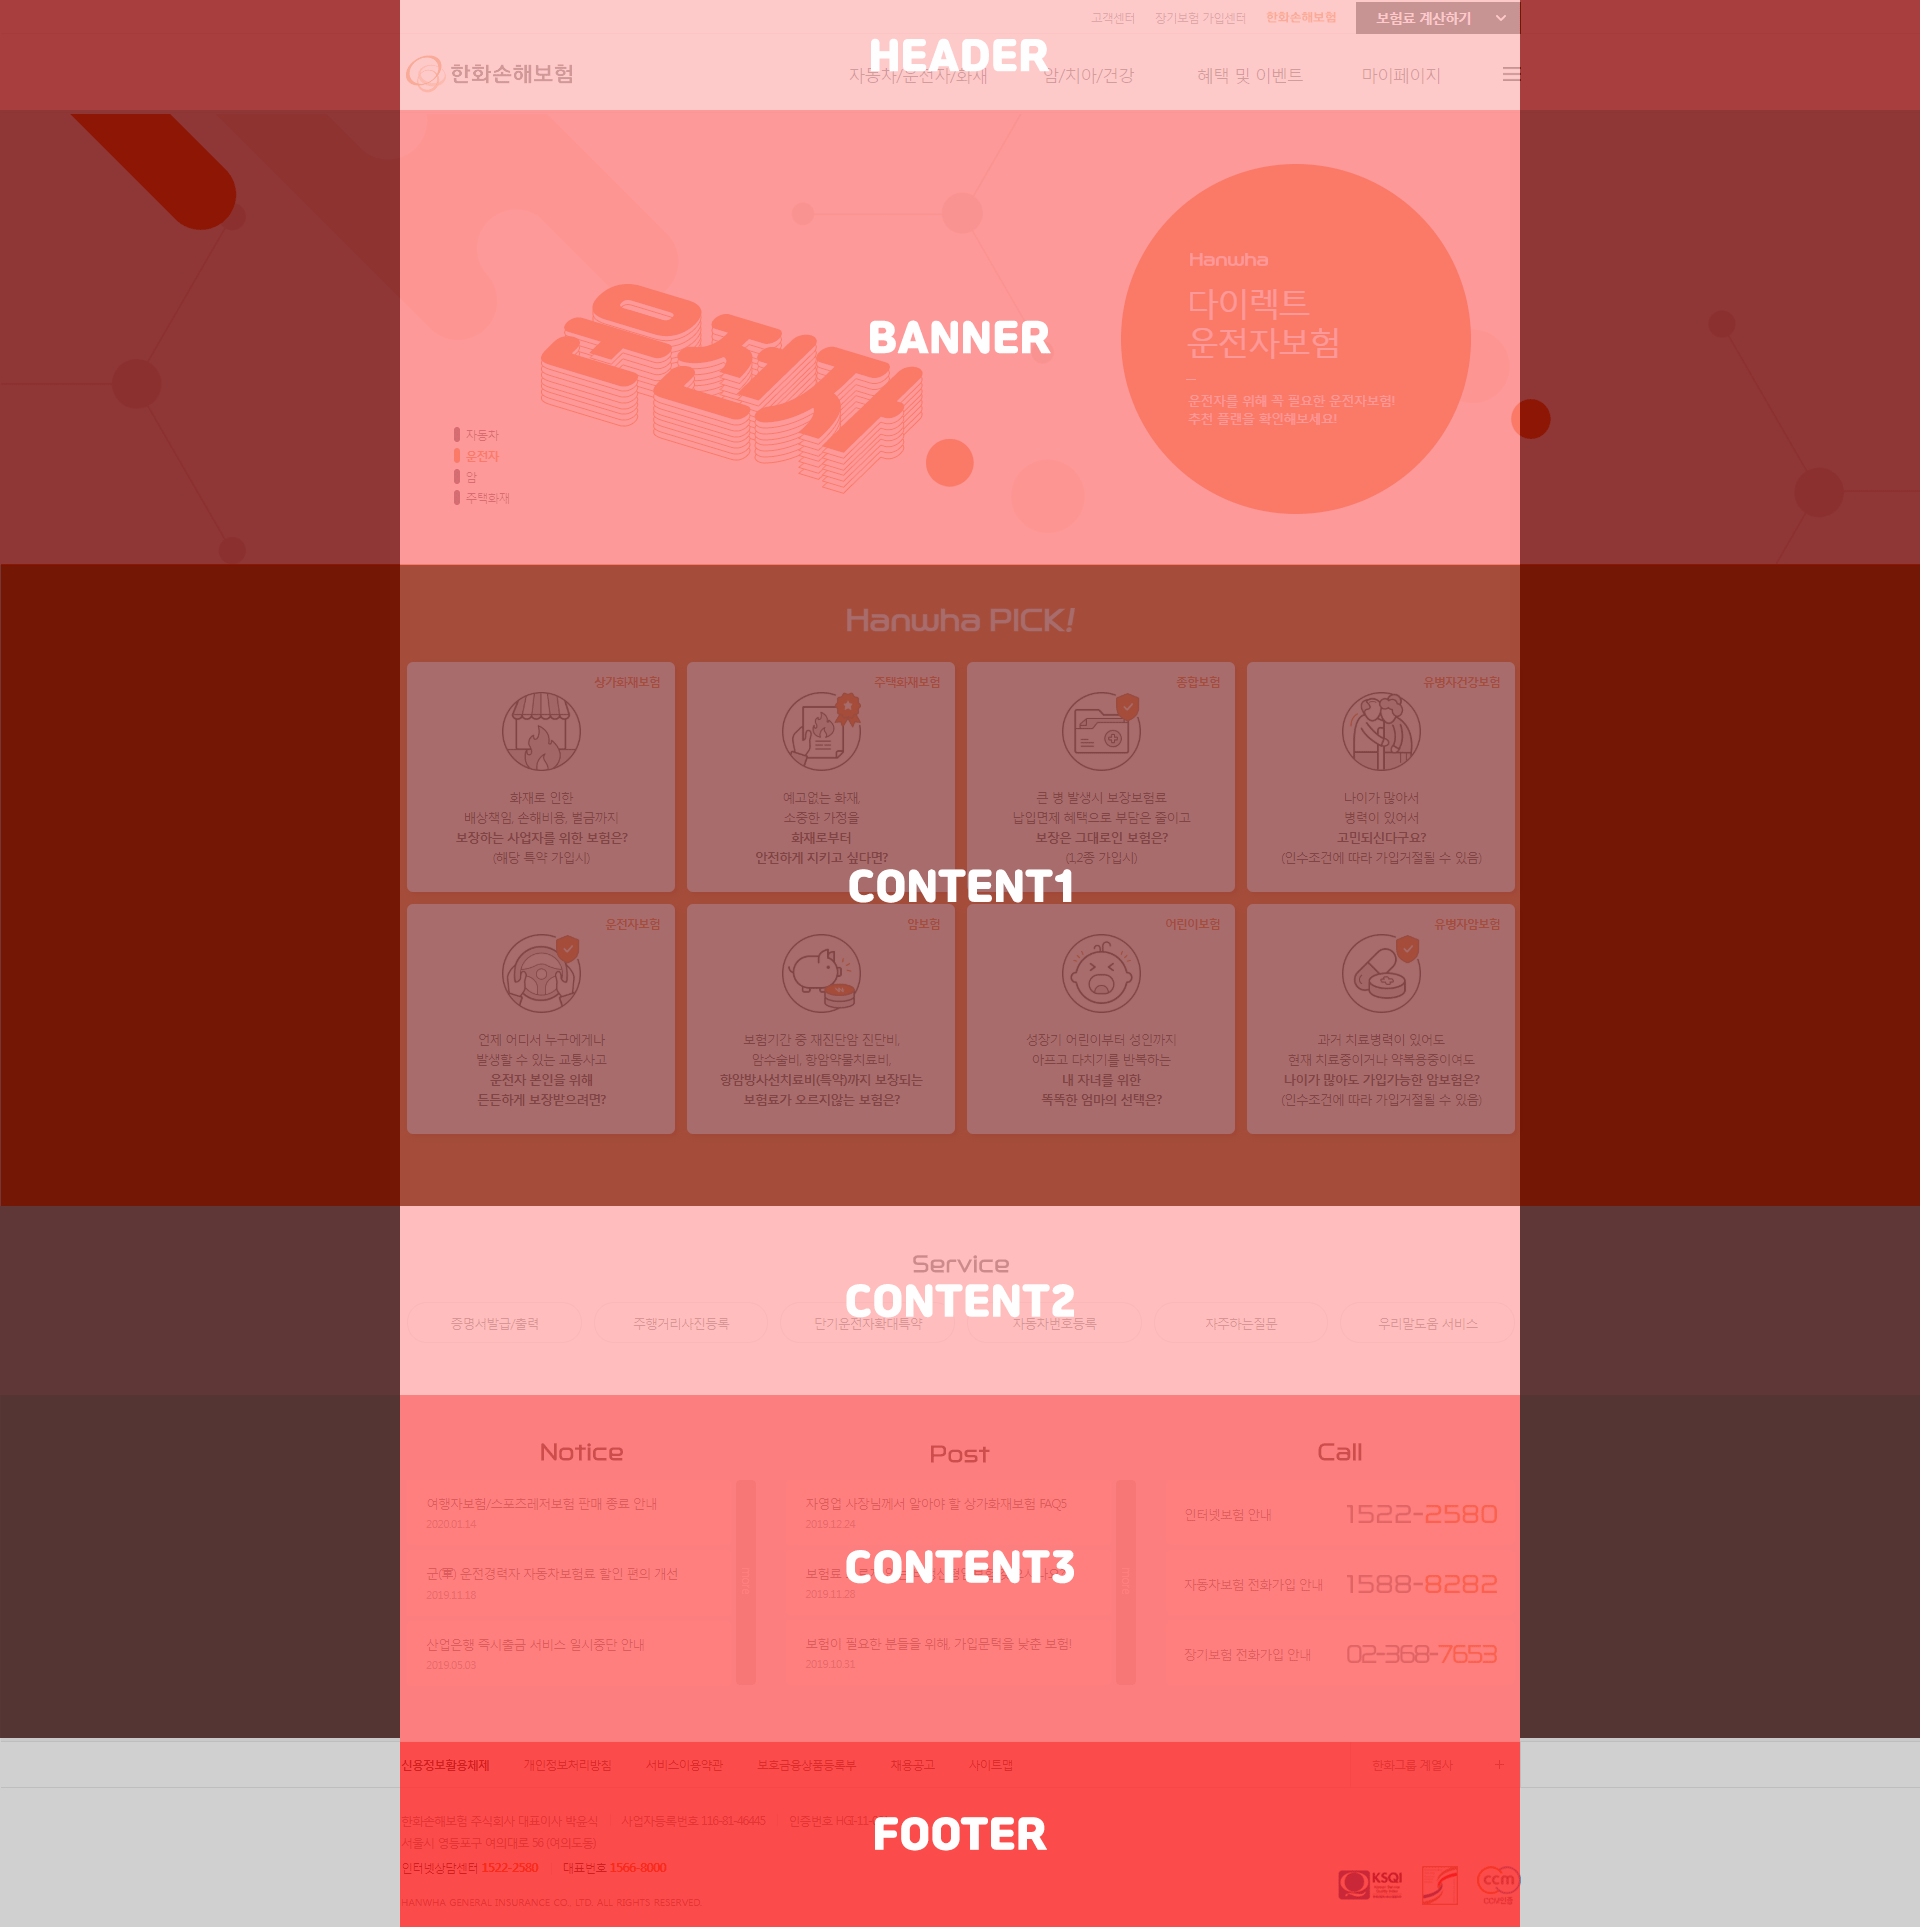 고객센터 장기보험 가입센터 한화손해보험 보험료 계산하기
HEADER
한화손해보험
자동차/운전자/화재 암/치아/건강 혜택 및 이벤트 마이페이지
Hanwha
다이렉트
운전자보험
운전자를 위해 꼭 필요한 운전자보험!
추천 플랜을 확인해보세요!
BANNER
운전자
자동차
운전자
암
주택화재
Hanwha PICK!
상가화재보험
화재로 인한
배상책임, 손해비용, 벌금까지
보장하는 사업자를 위한 보험은?
(해당 특약 가입시)
주택화재보험
예고없는 화재,
소중한 가정을
화재로부터
안전하게 지키고 싶다면?
종합보험
큰 병 발생시 보장보험료
납입면제 혜택으로 부담은 줄이고
보장은 그대로인 보험은?
(1,2종 가입시)
유병자건강보험
나이가 많아서
병력이 있어서
고민되신다구요?
(인수조건에 따라 가입거절될 수 있음)
CONTENT1
운전자보험
언제 어디서 누구에게나
발생할 수 있는 교통사고
운전자 본인을 위해
든든하게 보장받으려면?
암보험
보험기간 중 재진단암 진단비,
암수술비, 항암약물치료비,
항암방사선치료비(특약)까지 보장되는
보험료가 오르지않는 보험은?
어린이보험
성장기 어린이부터 성인까지
아프고 다치기를 반복하는
내 자녀를 위한
똑똑한 엄마의 선택은?
유병자암보험
과거 치료병력이 있어도
현재 치료중이거나 약복용중이여도
나이가 많아도 가입가능한 암보험은?
(인수조건에 따라 가입거절될 수 있음)
Service
CONTENT2
증명서발급/출력 주행거리사진등록 단기운전자확대특약 자동차번호등록 자주하는질문 우리말도움 서비스
Notice
여행자보험/스포츠레저보험 판매 종료 안내
2020.01.14
군(軍) 운전경력자 자동차보험료 할인 편의 개선
2019.11.18
산업은행 즉시출금 서비스 일시중단 안내
2019.05.03
Post
자영업 사장님께서 알아야 할 상가화재보험 FAQ5
2019.12.24
CONTENT3
보험료
2019.11.28
보험이 필요한 분들을 위해, 가입문턱을 낮춘 보험!
2019.10.31
Call
인터넷보험 안내 1522-2580
자동차보험 전화가입 안내 1588-8282
장기보험 전화가입 안내 02-368-7653
신용정보활용체제 개인정보처리방침 서비스이용약관 보호금융상품등록부 채용공고 사이트맵 한화그룹 계열사 +
한화손해보험 주식회사 대표이사 박윤식 사업자등록번호 116-81-46445 인증번호 HGI-11-
FOOTER
서울시 영등포구 여의대로 56 (여의도동)
인터넷상담센터 1522-2580 대표번호 1566-8000
HANWHA GENERAL INSURANCE CO., LTD. ALL RIGHTS RESERVED.
KSQI
ccm
CCM인증